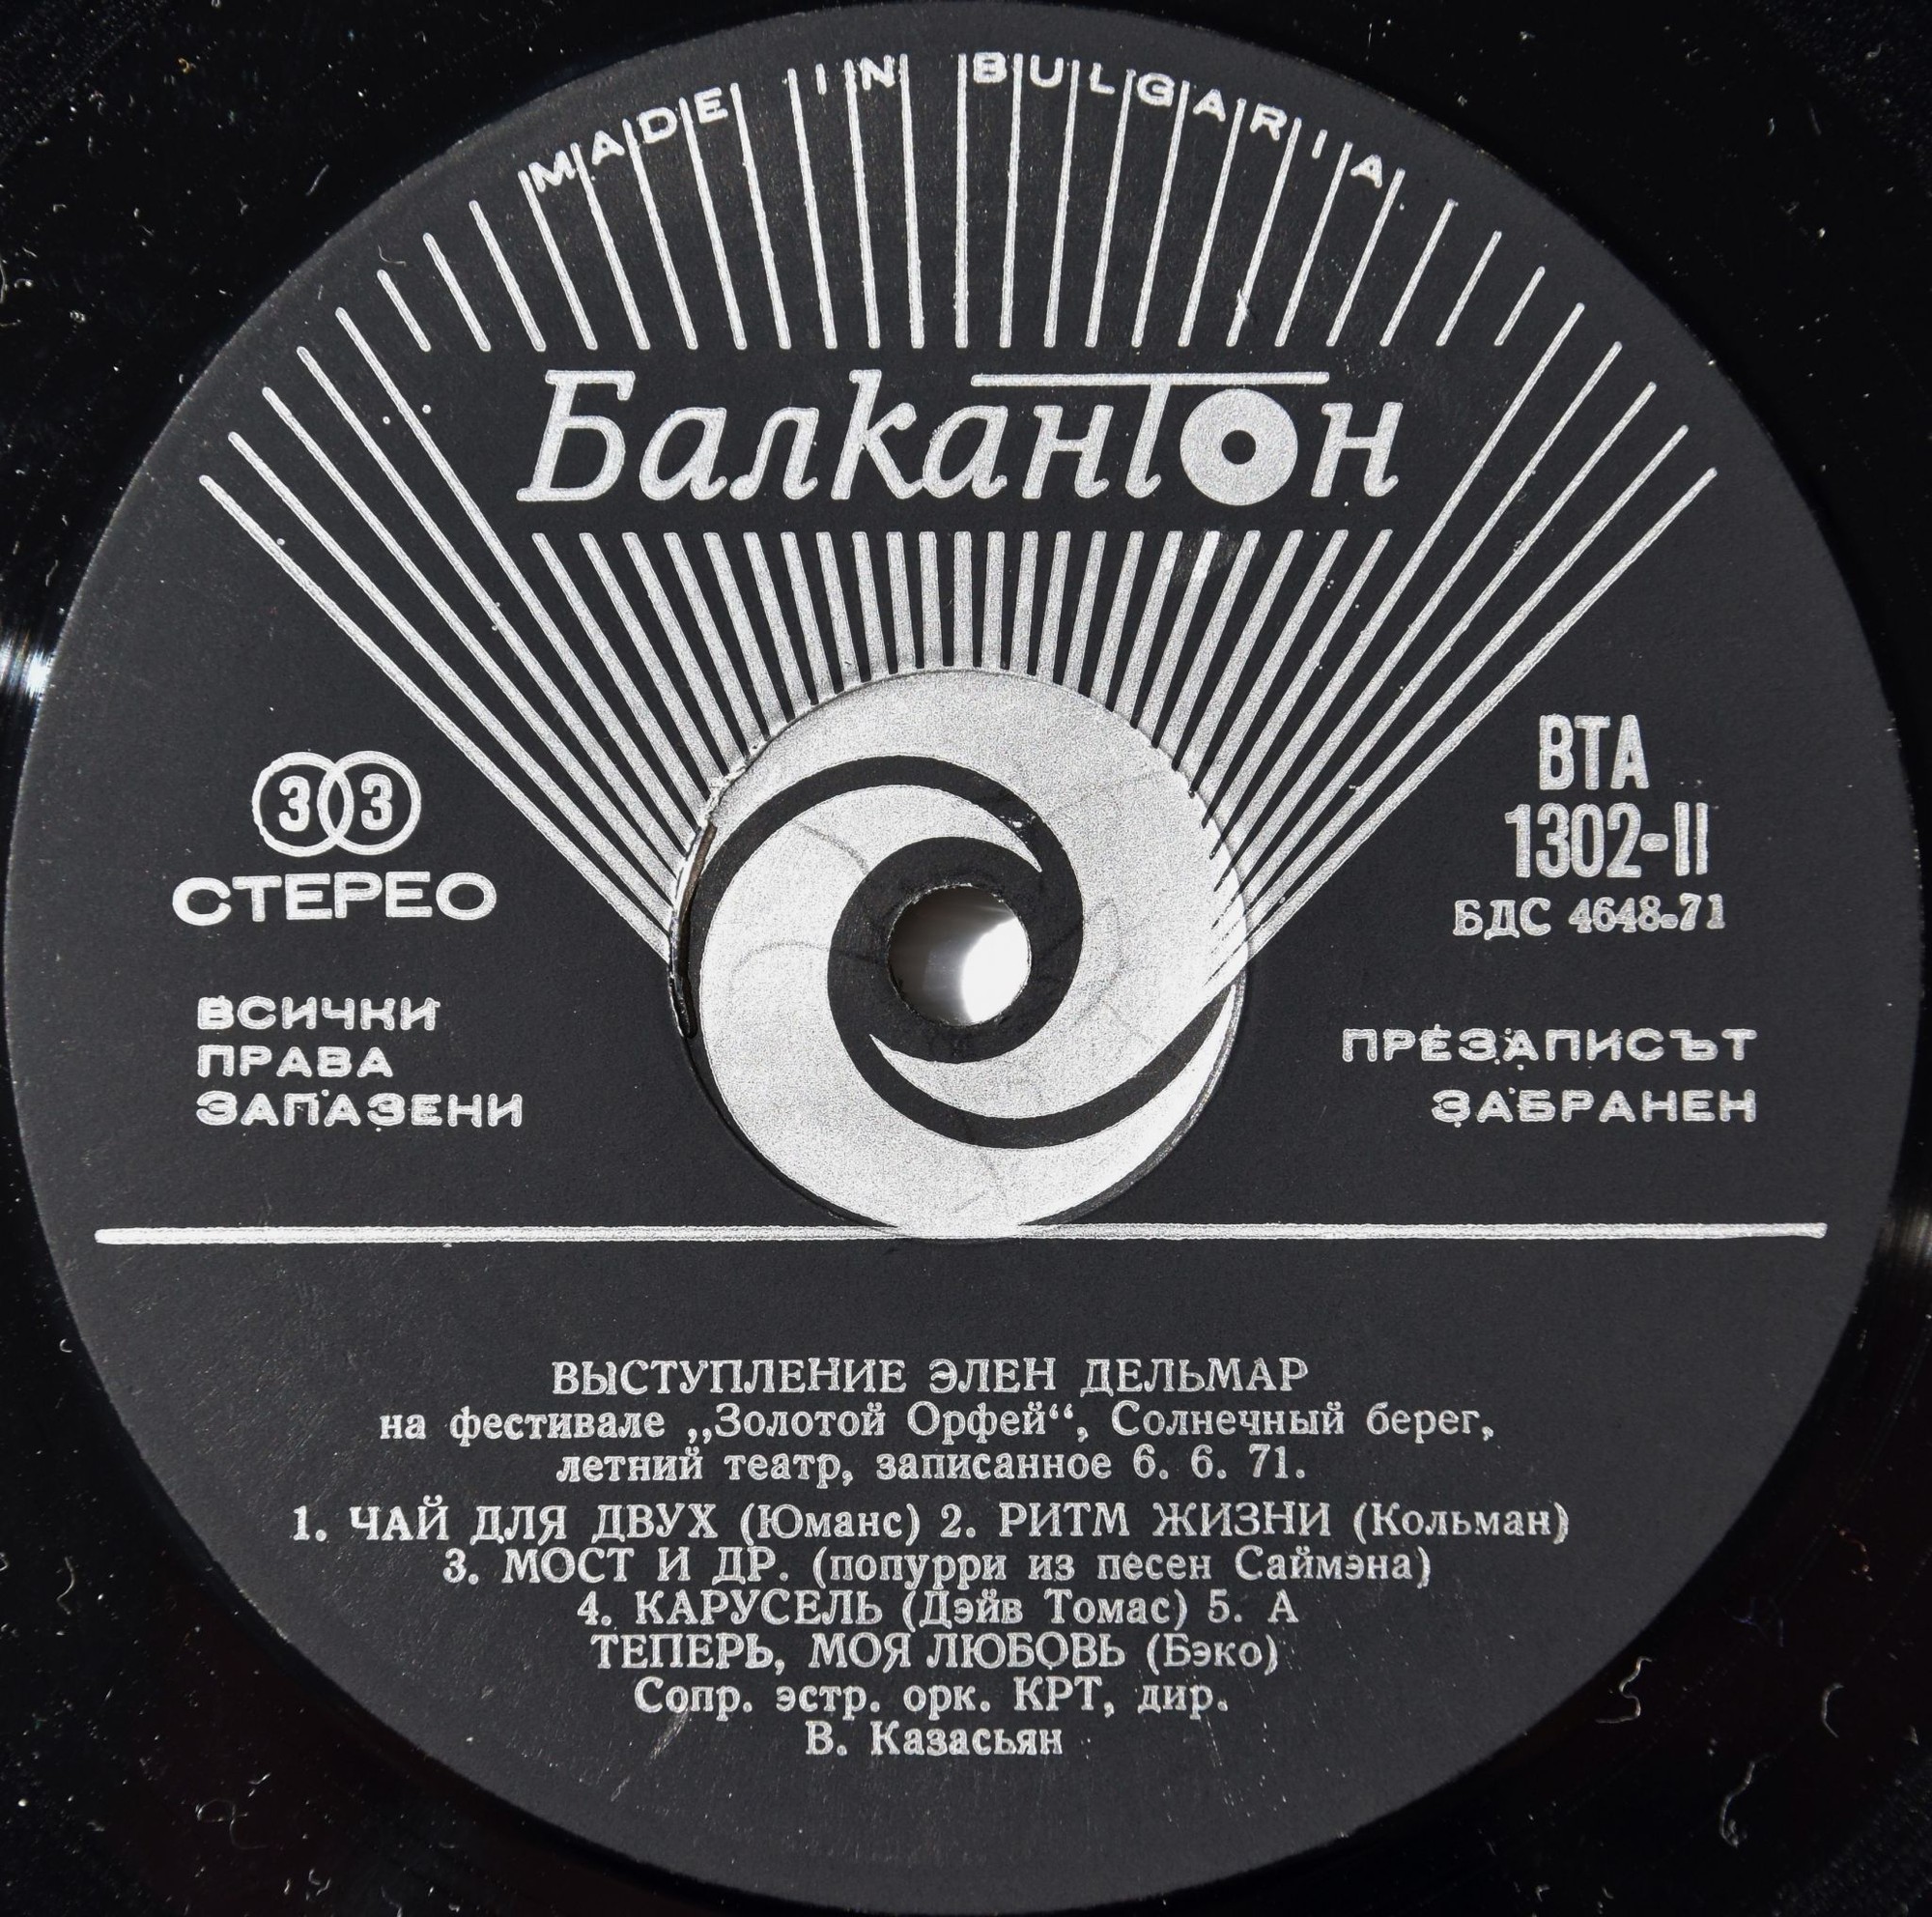 MADE IN BULGARIA
Балкантон
33
СТЕРЕО
ВТА
1302-II
БДС 4648-71
ВСИЧКИ
ПРАВА
ЗАПАЗЕНИ
ПРЕЗАПИСЪТ
ЗАБРАНЕН
ВЫСТУПЛЕНИЕ ЭЛЕН ДЕЛЬМАР
на фестивале „Золотой Орфей“, Солнечный берег,
летний театр, записанное 6. 6. 71.
1. ЧАЙ ДЛЯ ДВУХ (Юманс) 2. РИТМ ЖИЗНИ (Кольман)
3. МОСТ И ДР. (попурри из песен Саймэна)
4. КАРУСЕЛЬ (Дэйв Томас) 5. А
ТЕПЕРЬ, МОЯ ЛЮБОВЬ (Бэко)
Сопр. эстр. орк. КРТ, дир.
В. Казасьян